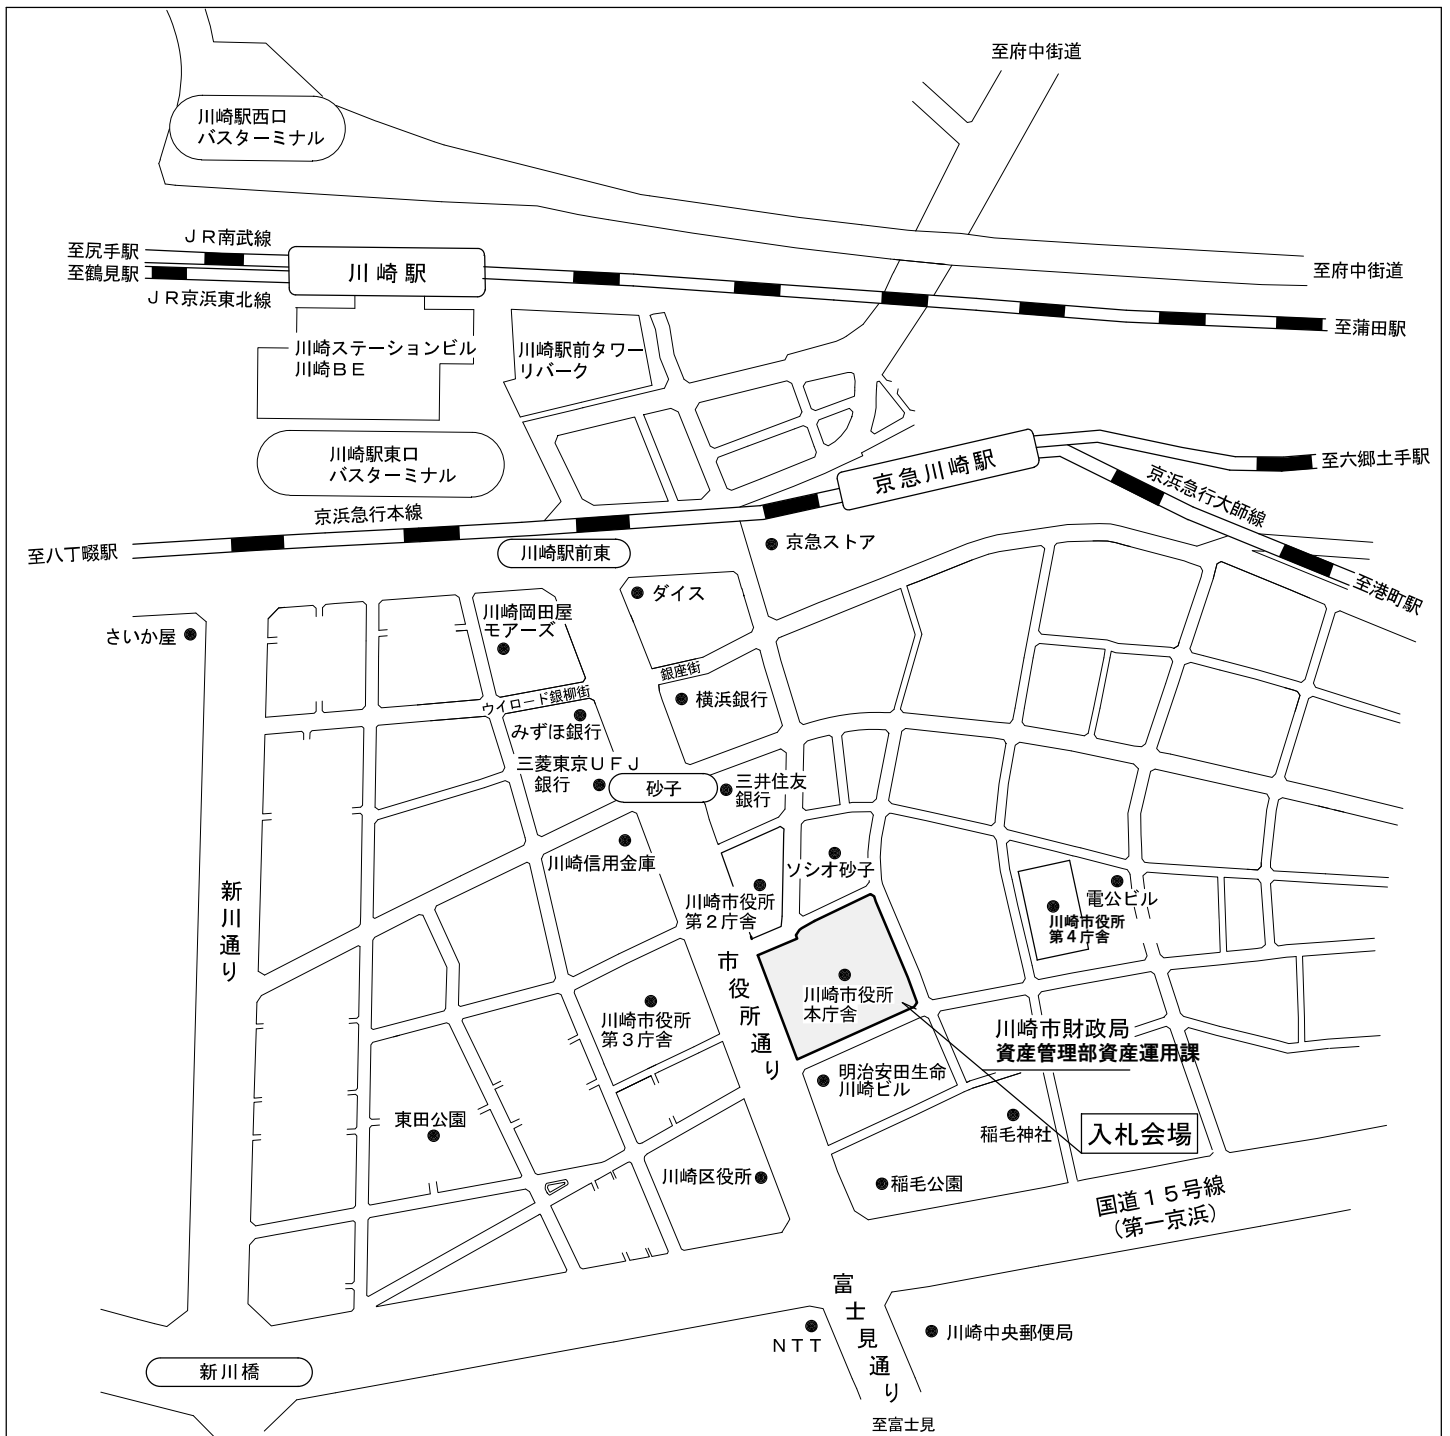 至府中街道
川崎駅西口
バスターミナル
ＪＲ南武線
至尻手駅
至鶴見駅
ＪＲ京浜東北線
川崎駅
至府中街道
至蒲田駅
川崎ステーションビル
川崎ＢＥ
川崎駅前タワー
リバーク
川崎駅東口
バスターミナル
京急川崎駅
至六郷土手駅
京浜急行大師線
至港町駅
京浜急行本線
至八丁畷駅
川崎駅前東
京急ストア
ダイス
川崎岡田屋
モアーズ
さいか屋
銀座街
ウイロード銀柳街
横浜銀行
みずほ銀行
三菱東京ＵＦＪ
銀行
砂子
三井住友
銀行
川崎信用金庫
ソシオ砂子
新川通り
川崎市役所
第２庁舎
電公ビル
川崎市役所
第４庁舎
市役所通り
川崎市役所
本庁舎
川崎市役所
第３庁舎
川崎市財政局
資産管理部資産運用課
明治安田生命
川崎ビル
東田公園
稲毛神社
入札会場
川崎区役所
稲毛公園
国道１５号線
（第一京浜）
富士見通り
ＮＴＴ
川崎中央郵便局
新川橋
至富士見